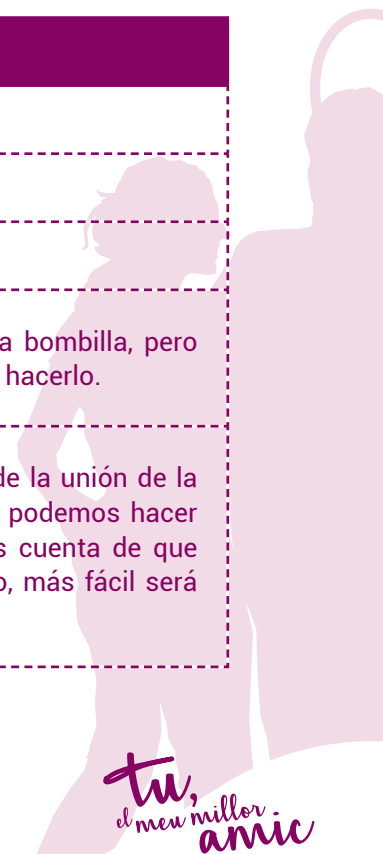 a bombilla, pero
hacerlo.
de la unión de la
podemos hacer
s cuenta de que
o, más fácil será
tu,
el meu millor
amic